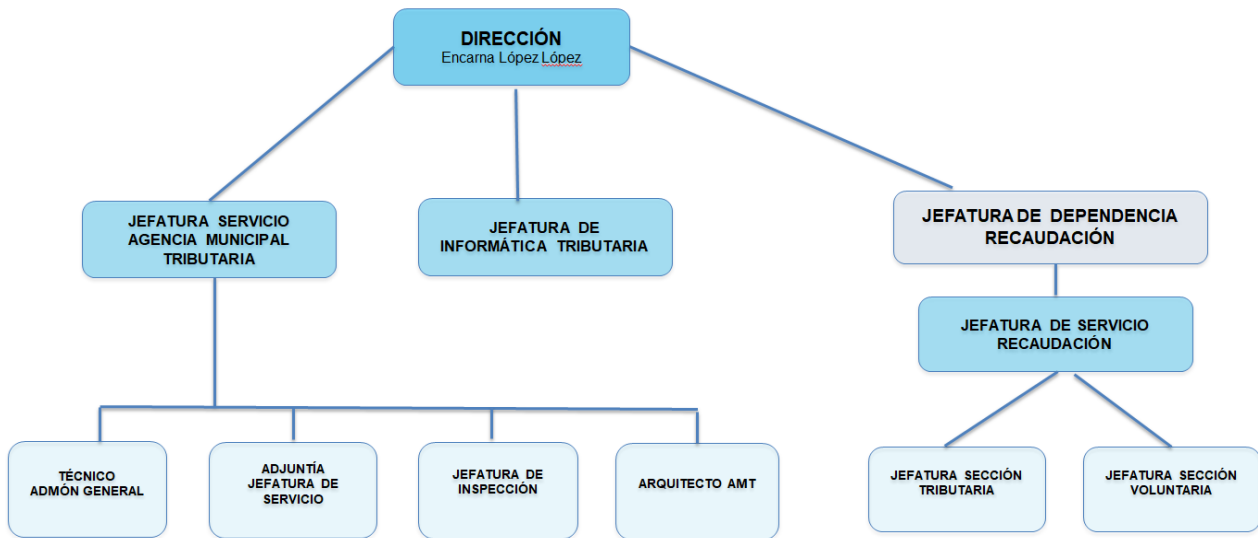 DIRECCIÓN
Encarna López López
JEFATURA SERVICIO
AGENCIA MUNICIPAL
TRIBUTARIA
JEFATURA DE
INFORMÁTICA TRIBUTARIA
JEFATURA DE DEPENDENCIA
RECAUDACIÓN
JEFATURA DE SERVICIO
RECAUDACIÓN
TÉCNICO
ADMÓN GENERAL
ADJUNTÍA
JEFATURA DE
SERVICIO
JEFATURA DE
INSPECCIÓN
ARQUITECTO AMT
JEFATURA SECCIÓN
TRIBUTARIA
JEFATURA SECCIÓN
VOLUNTARIA